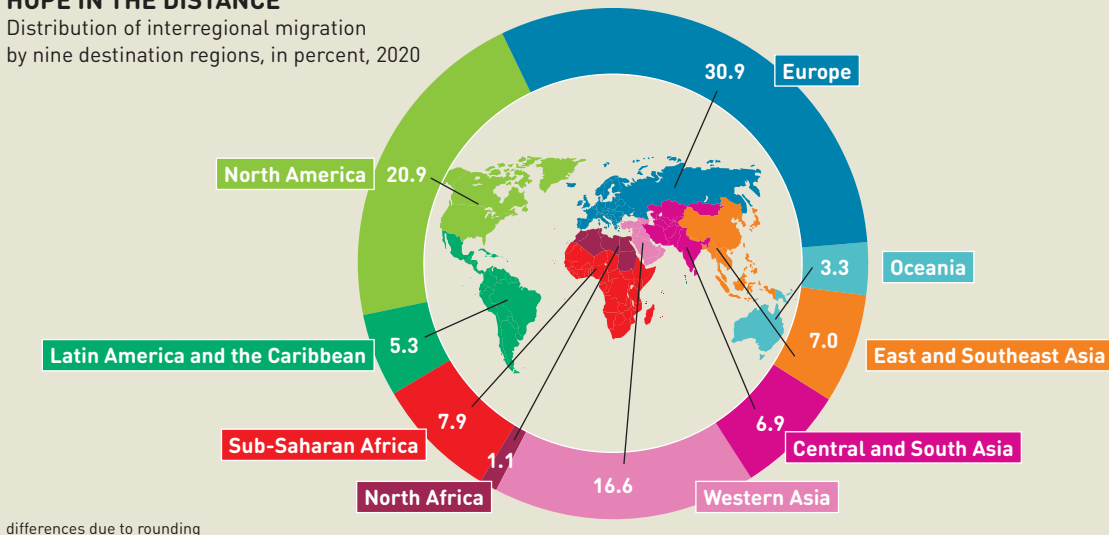 HOPE IN THE DISTANCE
Distribution of interregional migration
by nine destination regions, in percent, 2020
30.9
Europe
North America
20.9
3.3
Oceania
Latin America and the Caribbean
5.3
7.0
East and Southeast Asia
7.9
Sub-Saharan Africa
6.9
Central and South Asia
1.1
North Africa
16.6
Western Asia
differences due to rounding